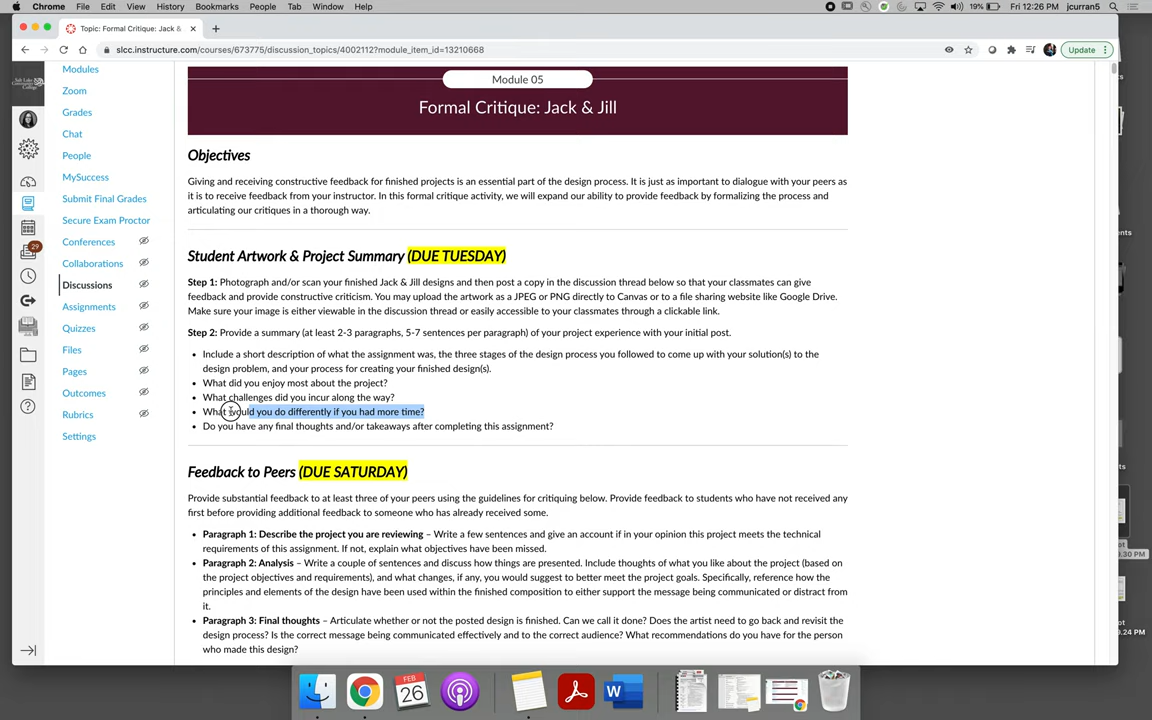 Chrome File Edit View History Bookmarks People Tab Window Help 19% Fri 12:26 PM jcurran5
Topic: Formal Critique: Jack &
slcc.instructure.com/courses/673775/discussion_topics/4002112?module_item_id=13210668 Update
Modules
Zoom
Grades
Chat
People
MySuccess
Submit Final Grades
Secure Exam Proctor
Conferences
Collaborations
29
Discussions
Assignments
Quizzes
Files
Pages
Outcomes
Rubrics
Settings
Module 05
Formal Critique: Jack & Jill
Objectives
Giving and receiving constructive feedback for finished projects is an essential part of the design process. It is just as important to dialogue with your peers as
it is to receive feedback from your instructor. In this formal critique activity, we will expand our ability to provide feedback by formalizing the process and
articulating our critiques in a thorough way.
Student Artwork & Project Summary (DUE TUESDAY)
Step 1: Photograph and/or scan your finished Jack & Jill designs and then post a copy in the discussion thread below so that your classmates can give
feedback and provide constructive criticism. You may upload the artwork as a JPEG or PNG directly to Canvas or to a file sharing website like Google Drive.
Make sure your image is either viewable in the discussion thread or easily accessible to your classmates through a clickable link.
Step 2: Provide a summary (at least 2-3 paragraphs, 5-7 sentences per paragraph) of your project experience with your initial post.
• Include a short description of what the assignment was, the three stages of the design process you followed to come up with your solution(s) to the
design problem, and your process for creating your finished design(s).
• What did you enjoy most about the project?
• What challenges did you incur along the way?
• What would you do differently if you had more time?
• Do you have any final thoughts and/or takeaways after completing this assignment?
Feedback to Peers (DUE SATURDAY)
Provide substantial feedback to at least three of your peers using the guidelines for critiquing below. Provide feedback to students who have not received any
first before providing additional feedback to someone who has already received some.
• Paragraph 1: Describe the project you are reviewing – Write a few sentences and give an account if in your opinion this project meets the technical
requirements of this assignment. If not, explain what objectives have been missed.
• Paragraph 2: Analysis – Write a couple of sentences and discuss how things are presented. Include thoughts of what you like about the project (based on
the project objectives and requirements), and what changes, if any, you would suggest to better meet the project goals. Specifically, reference how the
principles and elements of the design have been used within the finished composition to either support the message being communicated or distract from
it.
• Paragraph 3: Final thoughts – Articulate whether or not the posted design is finished. Can we call it done? Does the artist need to go back and revisit the
design process? Is the correct message being communicated effectively and to the correct audience? What recommendations do you have for the person
who made this design?
FEB
26
W